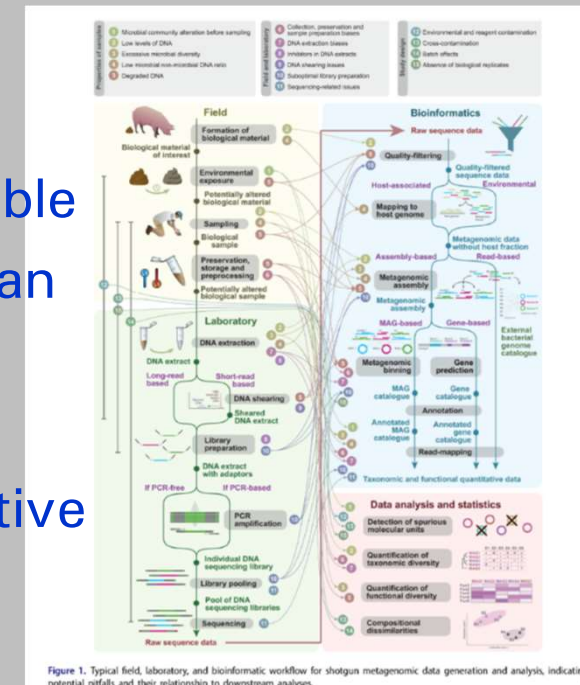 ble
an
tive
Properties of samples
Microbial community alteration before sampling
Low levels of DNA
Excessive microbial diversity
Low microbial non-microbial DNA ratio
Degraded DNA
Field and laboratory
Collection, preservation and
sample preparation biases
DNA extraction biases
Inhibitors in DNA extracts
DNA shearing issues
Suboptimal library preparation
Sequencing-related issues
Study design
Environmental and reagent contamination
Cross-contamination
Batch effects
Absence of biological replicates
Field
Formation of
biological material
Biological material
of interest
Environmental
exposure
Potentially altered
biological material
Sampling
Biological
sample
Preservation,
storage and
preprocessing
Potentially altered
biological sample
Laboratory
DNA extraction
DNA extract
Long-read
based
Short-read
based
DNA shearing
Sheared
DNA extract
Library
preparation
DNA extract
with adaptors
If PCR-free
If PCR-based
PCR
amplification
Individual DNA
sequencing library
Library pooling
Pool of DNA
sequencing libraries
Sequencing
Raw sequence data
Bioinformatics
Raw sequence data
Quality-filtering
Quality-filtered
sequence data
Host-associated
Environmental
Mapping to
host genome
Metagenomic data
without host fraction
Assembly-based
Read-based
Metagenomic
assembly
Metagenomic
assembly
MAG-based
Gene-based
External
bacterial
genome
catalogue
Metagenomic
binning
Gene
prediction
MAG
catalogue
Gene
catalogue
Annotation
Annotated
MAG
catalogue
Annotated
gene
catalogue
Read-mapping
Taxonomic and functional quantitative data
Data analysis and statistics
Detection of spurious
molecular units
Quantification of
taxonomic diversity
Quantification of
functional diversity
Compositional
dissimilarities
Figure 1. Typical field, laboratory, and bioinformatic workflow for shotgun metagenomic data generation and analysis, indicatin
potential pitfalls and their relationship to downstream analyses.